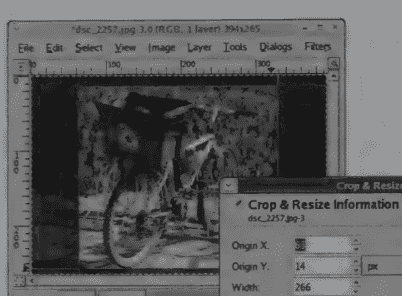 *dsc_2257.jpg-3.0 (RGB, 1 layer) 394x265
File Edit Select View Image Layer Tools Dialogs Filters
0 100 200 300
Crop & Resize
Crop & Resize Information
dsc_2257.jpg-3
Origin X:
Origin Y: 14 px
Width: 266